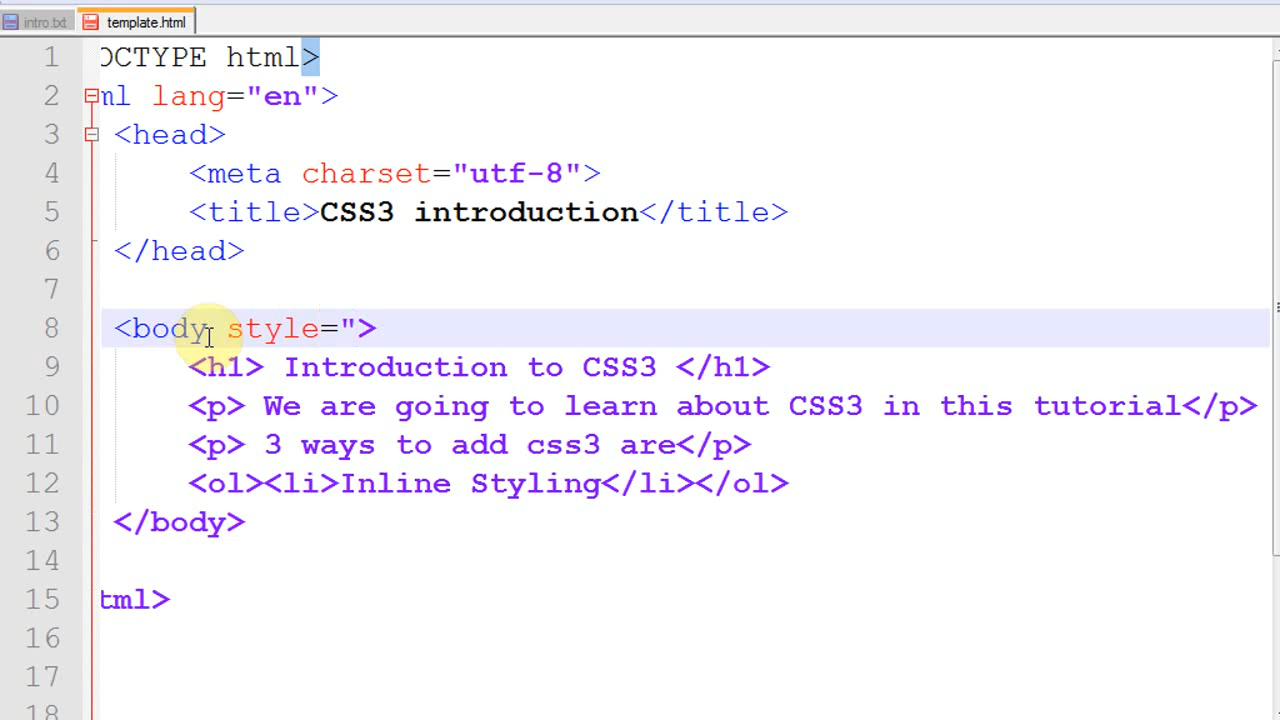 intro.txt template.html
1 OCTYPE html>
2 ml lang="en">
3 <head>
4 <meta charset="utf-8">
5 <title>CSS3 introduction</title>
6 </head>
7
8 <body style=">
9 <h1> Introduction to CSS3 </h1>
10 <p> We are going to learn about CSS3 in this tutorial</p>
11 <p> 3 ways to add css3 are</p>
12 <ol><li>Inline Styling</li></ol>
13 </body>
14
15 tml>
16
17
18